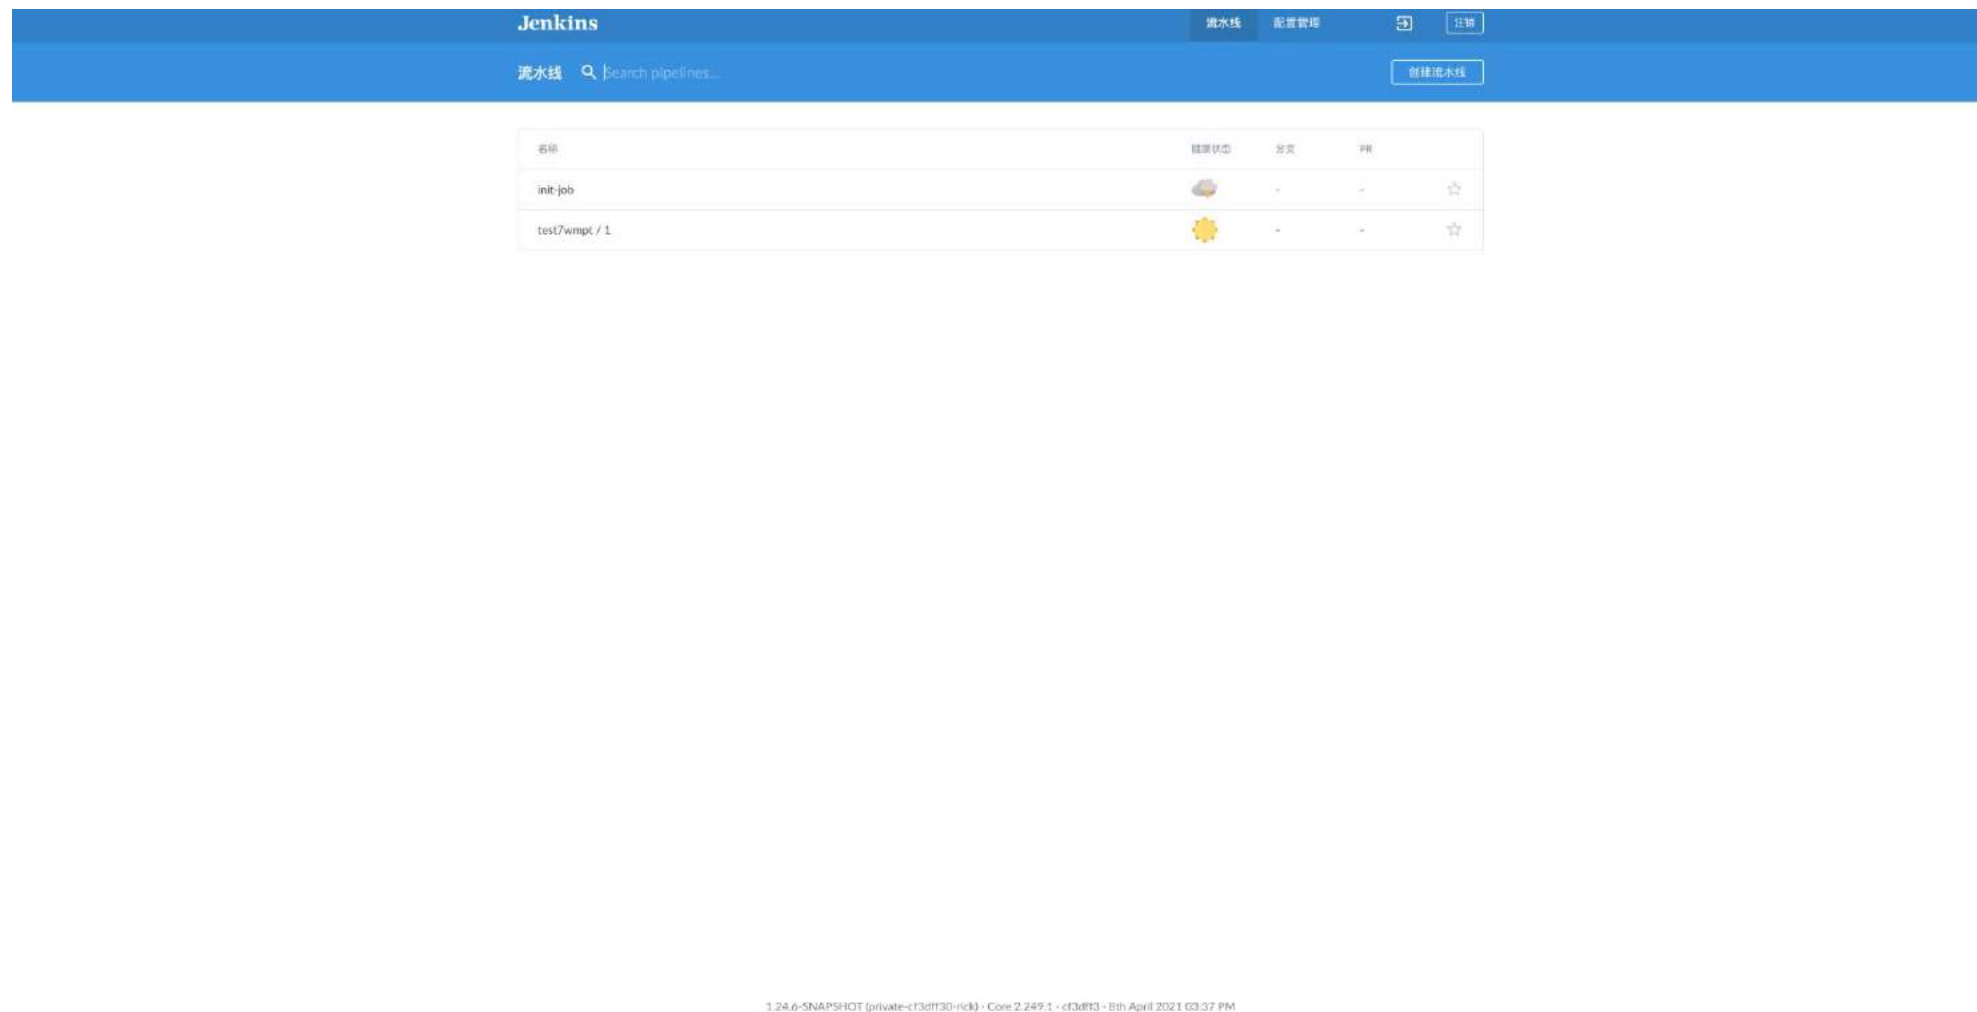 Jenkins 流水线 配置管理 注销
流水线 Search pipelines... 创建流水线
名称 健康状态 分支 PR
init-job - -
test7wmpt / 1 - -
1.24.6-SNAPSHOT (private-cf3dff30-rick) · Core 2.249.1 · cf3dff3 · 8th April 2021 03:37 PM